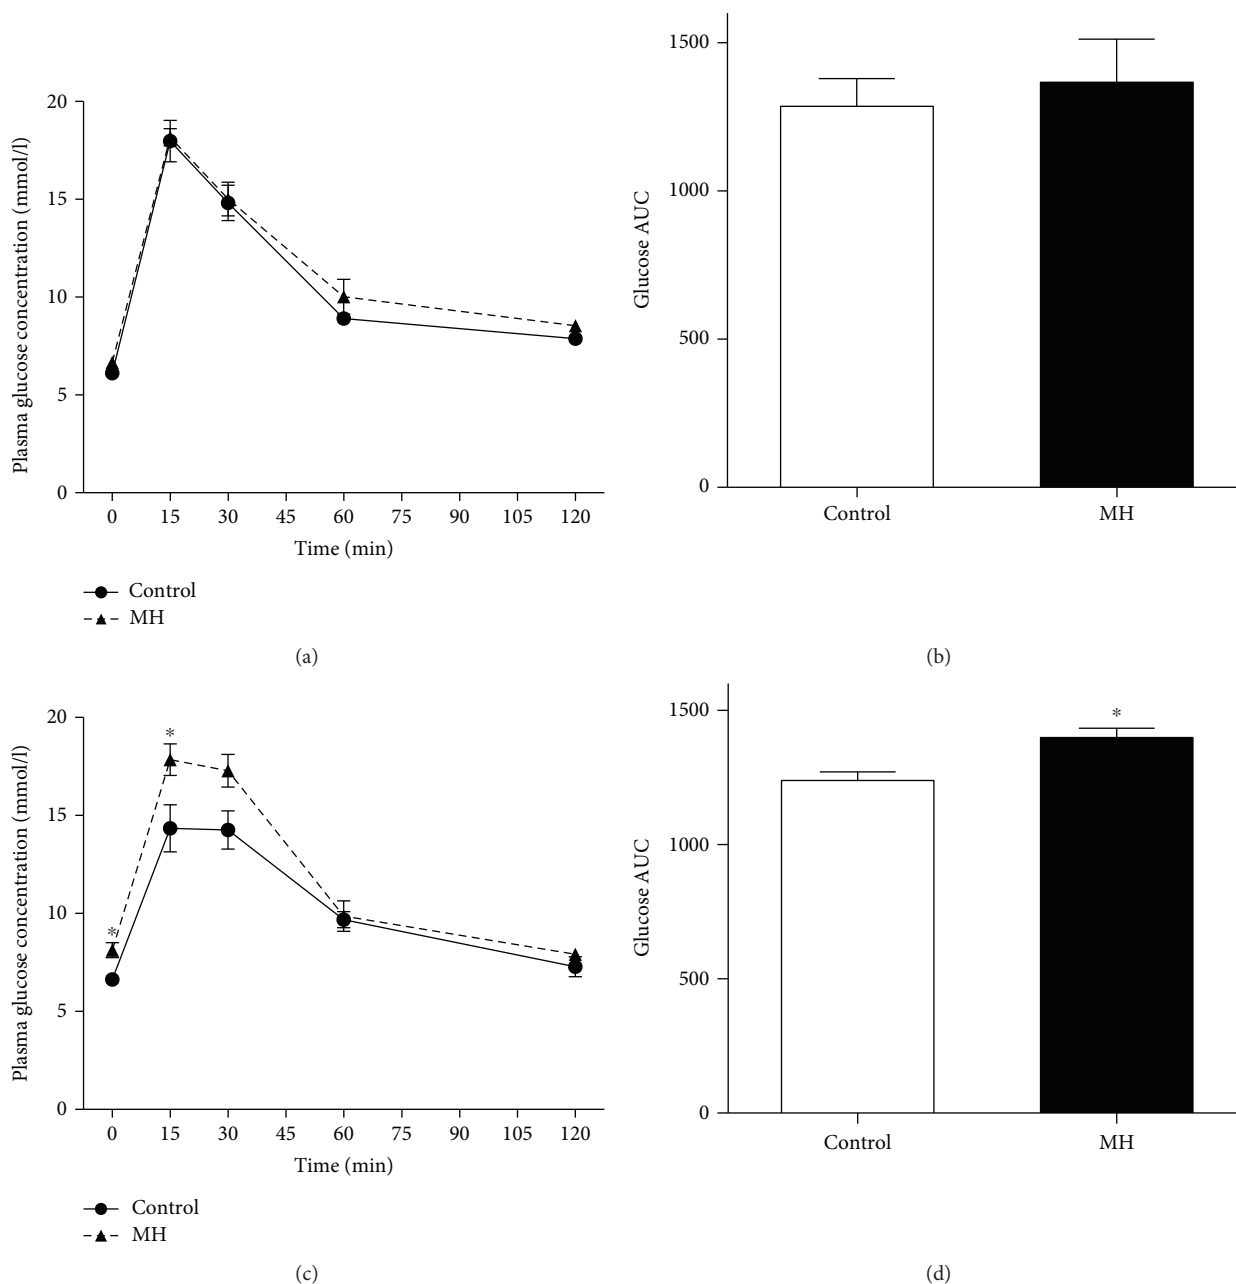 20
15
10
5
0
Plasma glucose concentration (mmol/l)
0 15 30 45 60 75 90 105 120
Time (min)
Control
MH
(a)
1500
1000
500
0
Glucose AUC
Control MH
(b)
20
15
10
5
0
Plasma glucose concentration (mmol/l)
*
*
0 15 30 45 60 75 90 105 120
Time (min)
Control
MH
(c)
1500
1000
500
0
Glucose AUC
*
Control MH
(d)